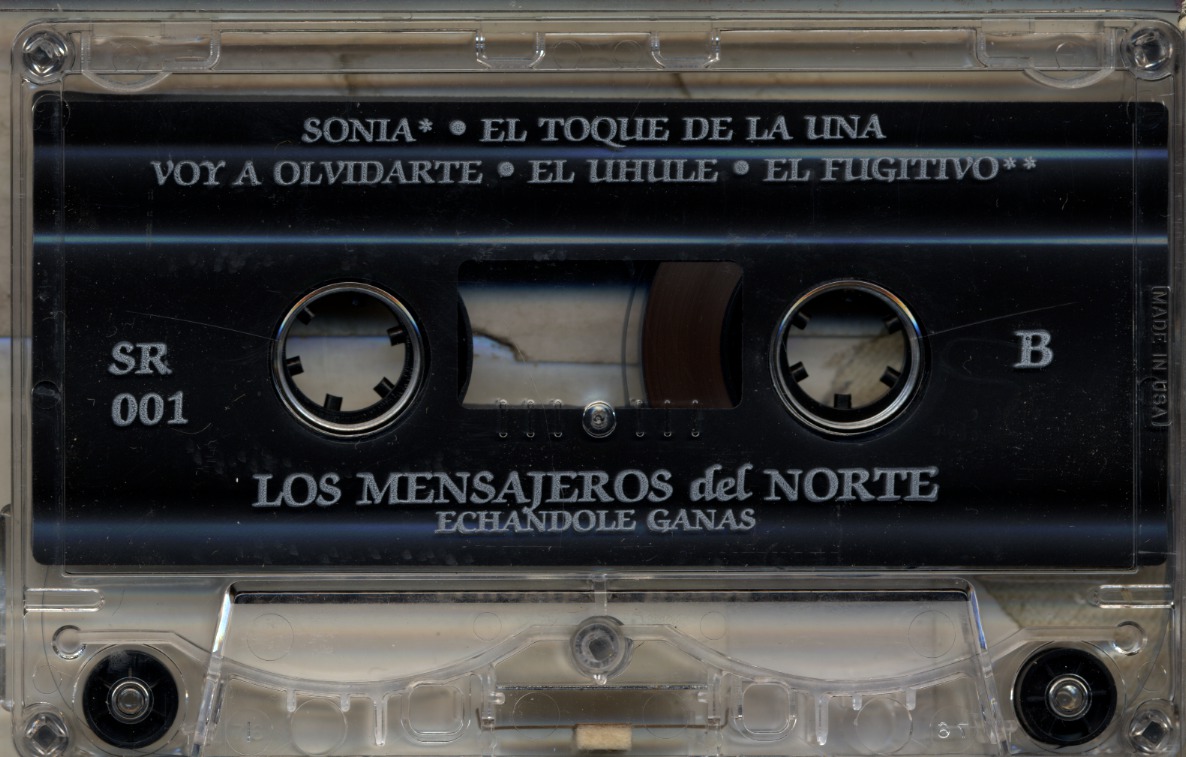 SONIA* • EL TOQUE DE LA UNA
VOY A OLVIDARTE • EL UHULE • EL FUGITIVO**
SR
001
B
(MADE IN USA)
LOS MENSAJEROS del NORTE
ECHANDOLE GANAS